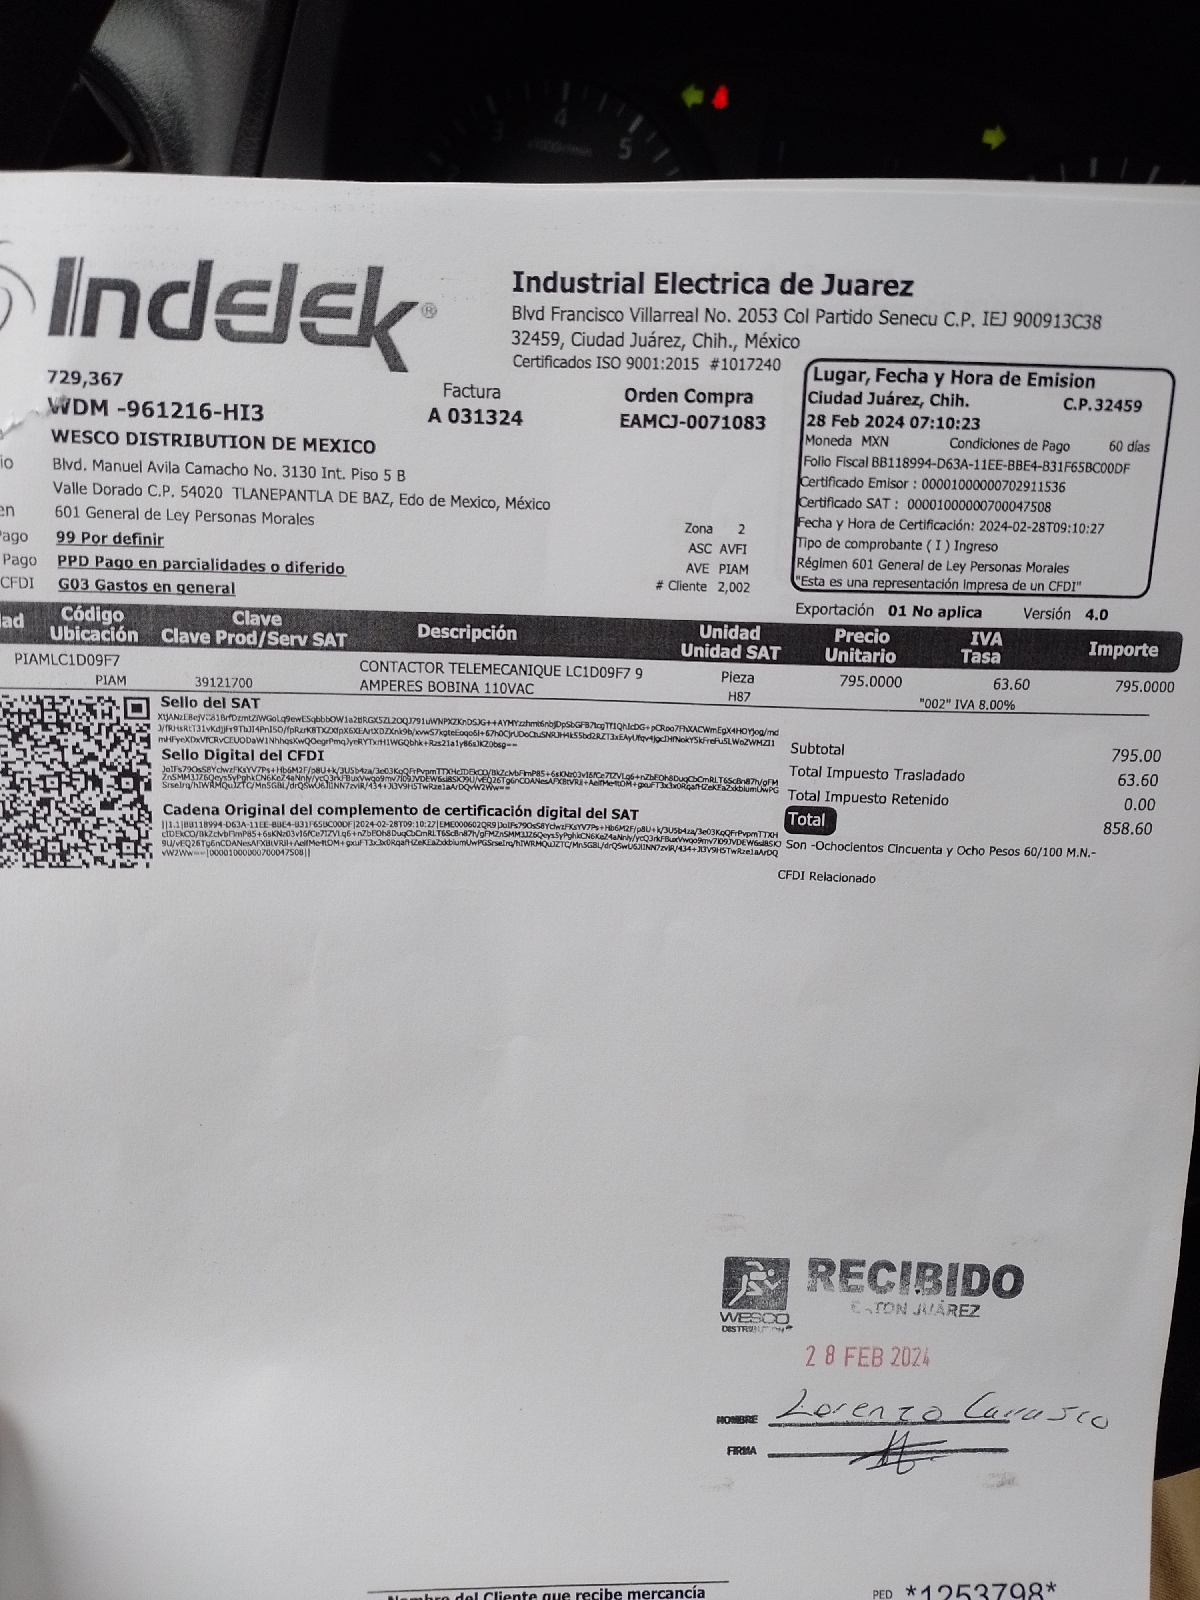 4
5
Indelek®
Industrial Electrica de Juarez
Blvd Francisco Villarreal No. 2053 Col Partido Senecu C.P. IEJ 900913C38
32459, Ciudad Juárez, Chih., México
Certificados ISO 9001:2015 #1017240
729,367
WDM -961216-HI3
WESCO DISTRIBUTION DE MEXICO
Blvd. Manuel Avila Camacho No. 3130 Int. Piso 5 B
Valle Dorado C.P. 54020 TLANEPANTLA DE BAZ, Edo de Mexico, México
601 General de Ley Personas Morales
Pago 99 Por definir
Pago PPD Pago en parcialidades o diferido
CFDI G03 Gastos en general
Factura
A 031324
Orden Compra
EAMCJ-0071083
Zona 2
ASC AVFI
AVE PIAM
# Cliente 2,002
Lugar, Fecha y Hora de Emision
Ciudad Juárez, Chih. C.P.32459
28 Feb 2024 07:10:23
Moneda MXN Condiciones de Pago 60 días
Folio Fiscal BB118994-D63A-11EE-BBE4-B31F65BC00DF
Certificado Emisor : 00001000000702911536
Certificado SAT : 00001000000700047508
Fecha y Hora de Certificación: 2024-02-28T09:10:27
Tipo de comprobante ( I ) Ingreso
Régimen 601 General de Ley Personas Morales
"Esta es una representación Impresa de un CFDI"
Exportación 01 No aplica Versión 4.0
Código Ubicación Clave Clave Prod/Serv SAT Descripción Unidad Unidad SAT Precio Unitario IVA Tasa Importe
PIAMLC1D09F7 CONTACTOR TELEMECANIQUE LC1D09F7 9 Pieza 795.0000 63.60 795.0000
PIAM 39121700 AMPERES BOBINA 110VAC H87 "002" IVA 8.00%
Sello del SAT
Sello Digital del CFDI
Cadena Original del complemento de certificación digital del SAT
Subtotal 795.00
Total Impuesto Trasladado 63.60
Total Impuesto Retenido 0.00
Total 858.60
Son -Ochocientos Cincuenta y Ocho Pesos 60/100 M.N.-
CFDI Relacionado
WESCO
RECIBIDO
JUÁREZ
28 FEB 2024
NOMBRE Lorenzo Carrasco
FIRMA
Nombre del Cliente que recibe mercancía
PED *1253798*